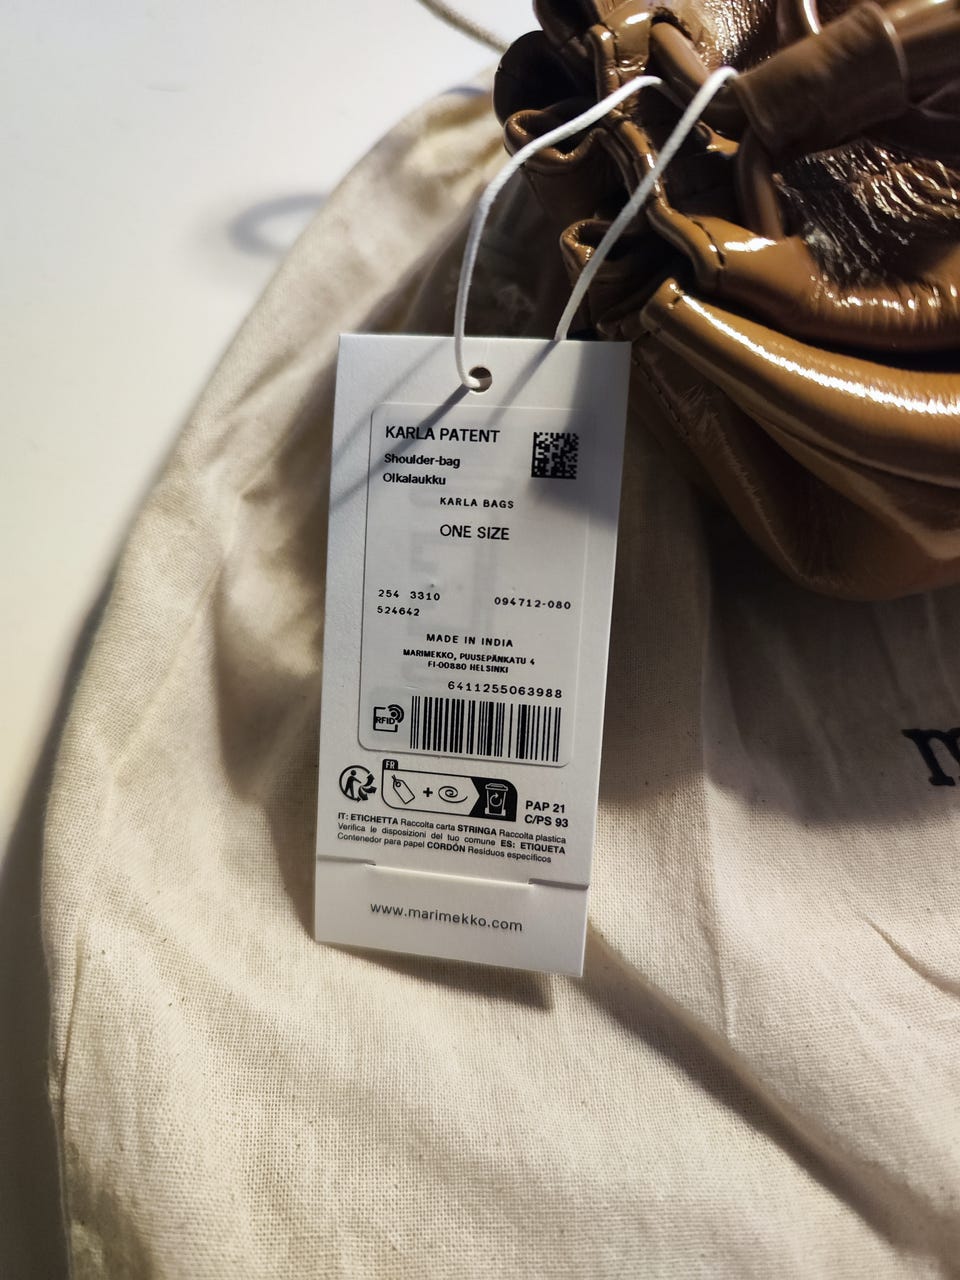 KARLA PATENT
Shoulder-bag
Olkalaukku
KARLA BAGS
ONE SIZE
254 3310 094712-080
524642
MADE IN INDIA
MARIMEKKO, PUUSEPÄNKATU 4
FI-00880 HELSINKI
6411255063988
RFID
FR
PAP 21
C/PS 93
IT: ETICHETTA Raccolta carta STRINGA Raccolta plastica
Verifica le disposizioni del tuo comune ES: ETIQUETA
Contenedor para papel CORDÓN Residuos específicos
www.marimekko.com
m